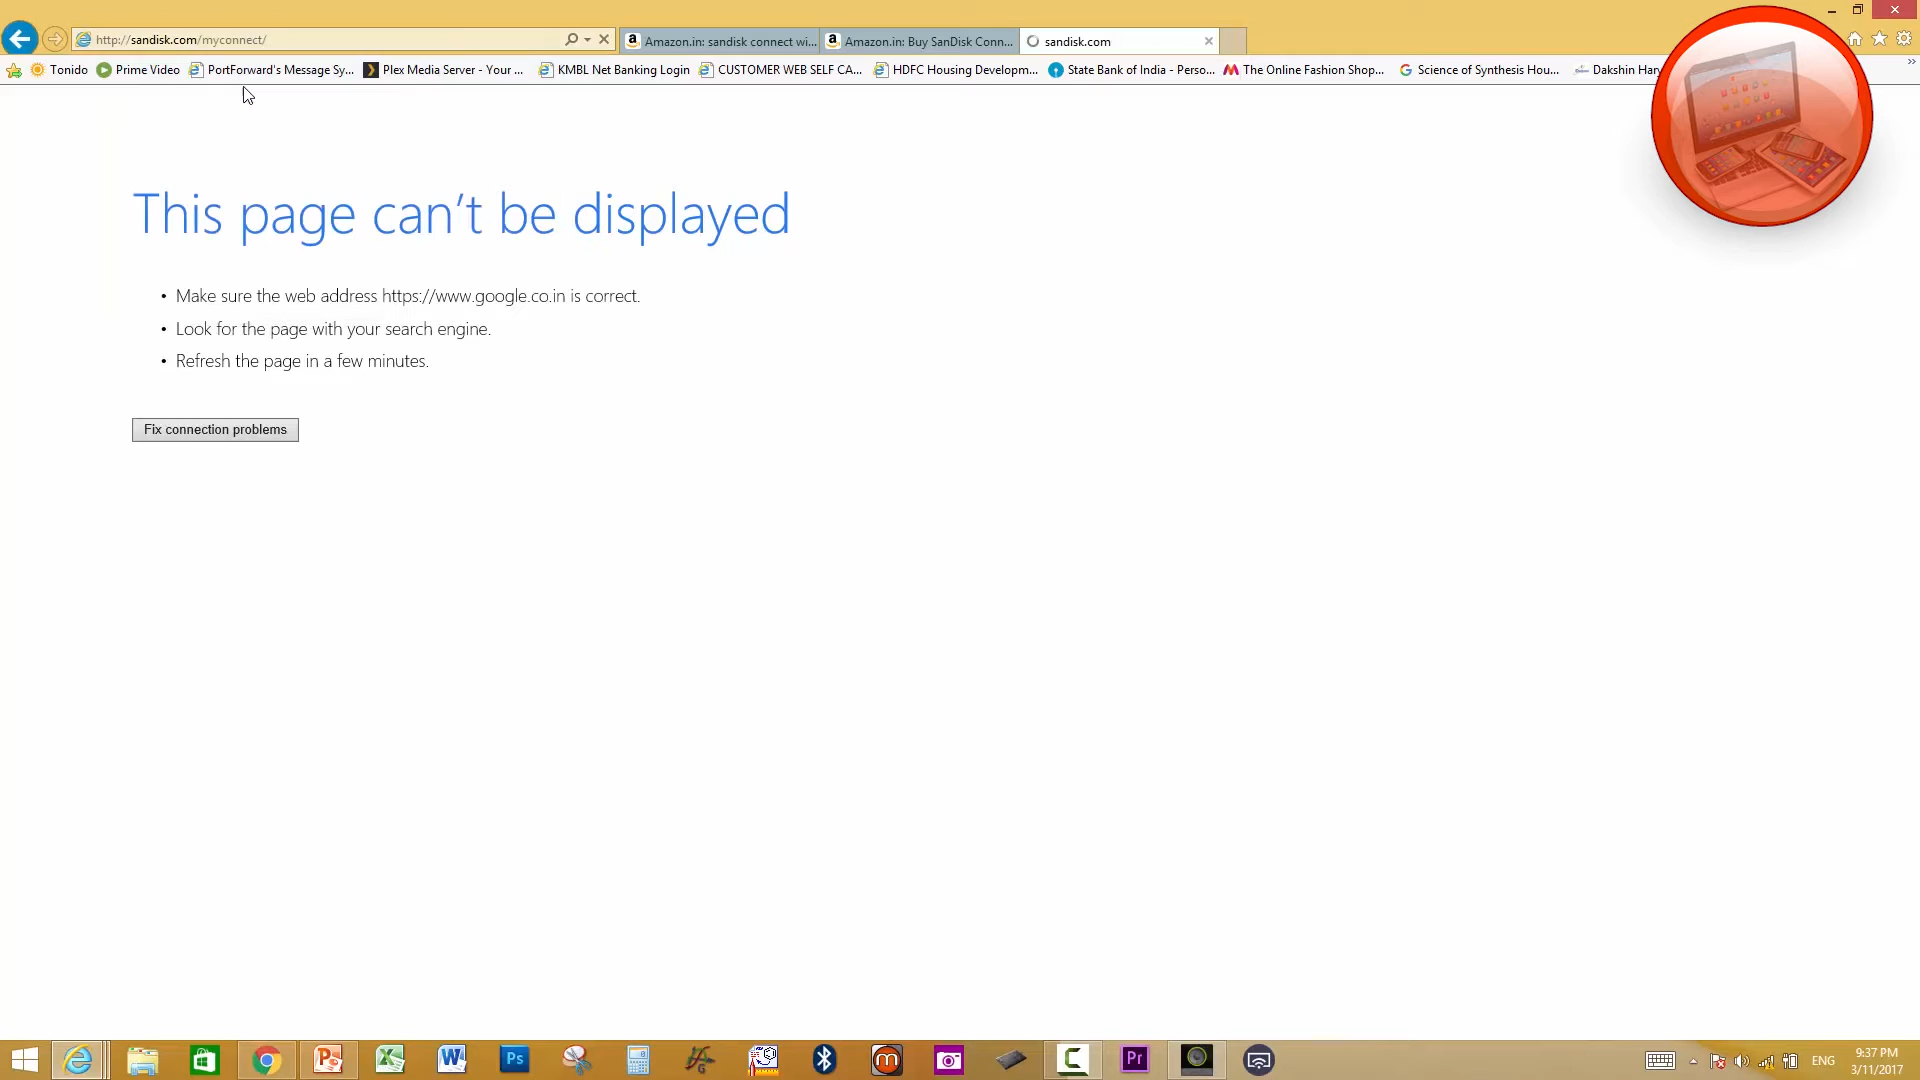 http://sandisk.com/myconnect/
Amazon.in: sandisk connect wi...
Amazon.in: Buy SanDisk Conn...
sandisk.com
Tonido
Prime Video
PortForward's Message Sy...
Plex Media Server - Your ...
KMBL Net Banking Login
CUSTOMER WEB SELF CA...
HDFC Housing Developm...
State Bank of India - Perso...
The Online Fashion Shop...
Science of Synthesis Hou...
Dakshin Hary
This page can't be displayed
• Make sure the web address https://www.google.co.in is correct.
• Look for the page with your search engine.
• Refresh the page in a few minutes.
Fix connection problems
Ps
Pr
ENG
9:37 PM
3/11/2017